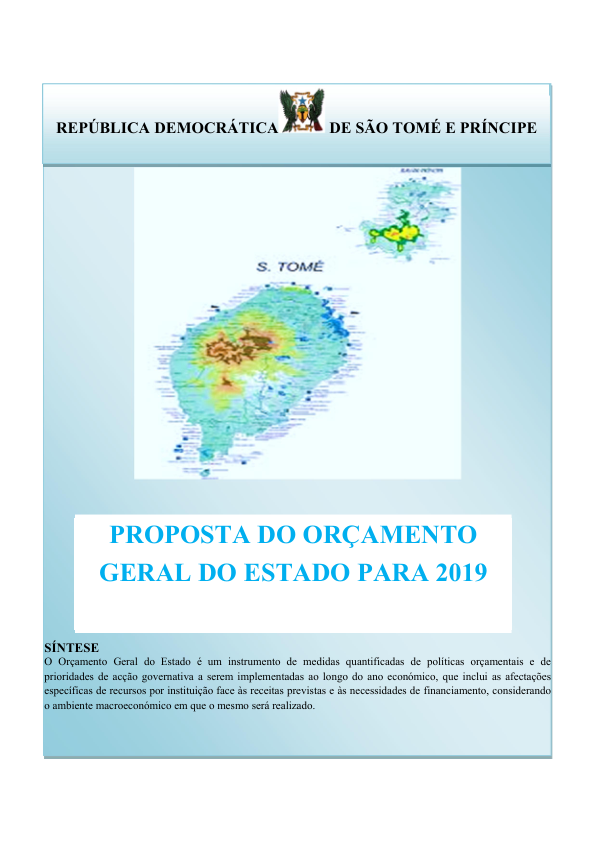 REPÚBLICA DEMOCRÁTICA DE SÃO TOMÉ E PRÍNCIPE
S. TOMÉ
PROPOSTA DO ORÇAMENTO
GERAL DO ESTADO PARA 2019
SÍNTESE
O Orçamento Geral do Estado é um instrumento de medidas quantificadas de políticas orçamentais e de
prioridades de acção governativa a serem implementadas ao longo do ano económico, que inclui as afectações
específicas de recursos por instituição face às receitas previstas e às necessidades de financiamento, considerando
o ambiente macroeconómico em que o mesmo será realizado.